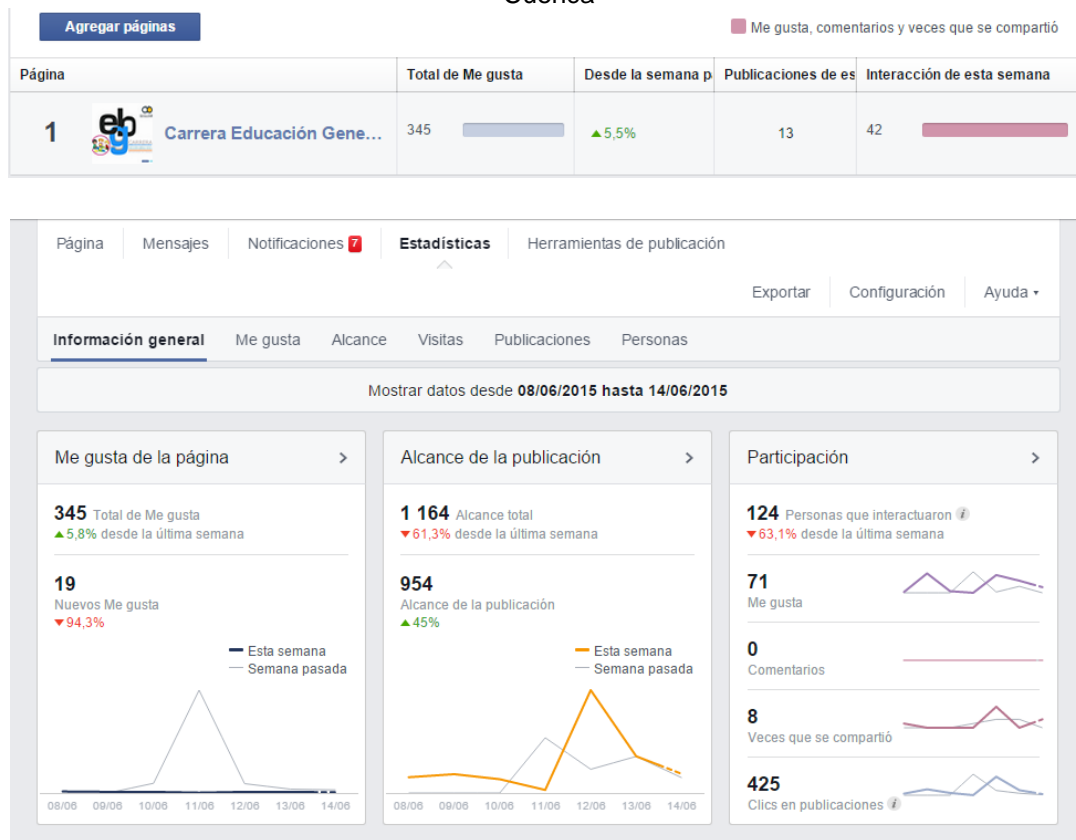 Agregar páginas
Me gusta, comentarios y veces que se compartió
Página Total de Me gusta Desde la semana p Publicaciones de es Interacción de esta semana
1 ebg Carrera Educación Gene... 345 ▲5,5% 13 42
Página Mensajes Notificaciones 7 Estadísticas Herramientas de publicación
Exportar Configuración Ayuda
Información general Me gusta Alcance Visitas Publicaciones Personas
Mostrar datos desde 08/06/2015 hasta 14/06/2015
Me gusta de la página >
345 Total de Me gusta
▲5,8% desde la última semana
19
Nuevos Me gusta
▼94,3%
Esta semana
Semana pasada
08/06 09/06 10/06 11/06 12/06 13/06 14/06
Alcance de la publicación >
1 164 Alcance total
▼61,3% desde la última semana
954
Alcance de la publicación
▲45%
Esta semana
Semana pasada
08/06 09/06 10/06 11/06 12/06 13/06 14/06
Participación >
124 Personas que interactuaron i
▼63,1% desde la última semana
71
Me gusta
0
Comentarios
8
Veces que se compartió
425
Clics en publicaciones i